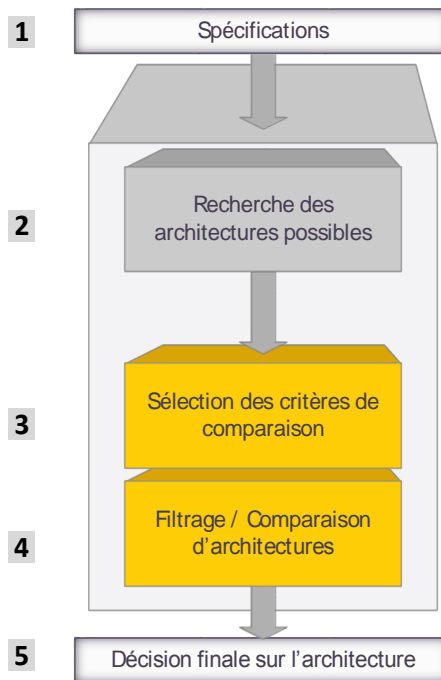 1
Spécifications
2
Recherche des
architectures possibles
3
Sélection des critères de
comparaison
4
Filtrage / Comparaison
d'architectures
5
Décision finale sur l'architecture